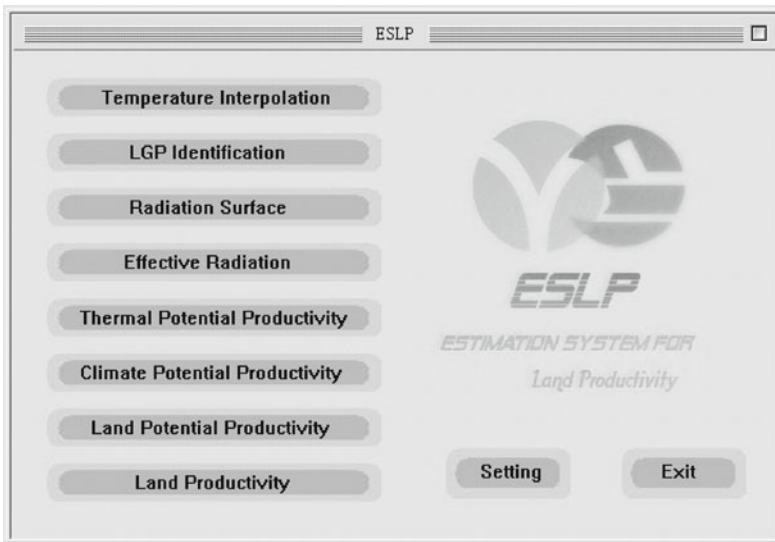 ESLP
Temperature Interpolation
LGP Identification
Radiation Surface
Effective Radiation
Thermal Potential Productivity
Climate Potential Productivity
Land Potential Productivity
Land Productivity
ESLP
ESTIMATION SYSTEM FOR
Land Productivity
Setting
Exit